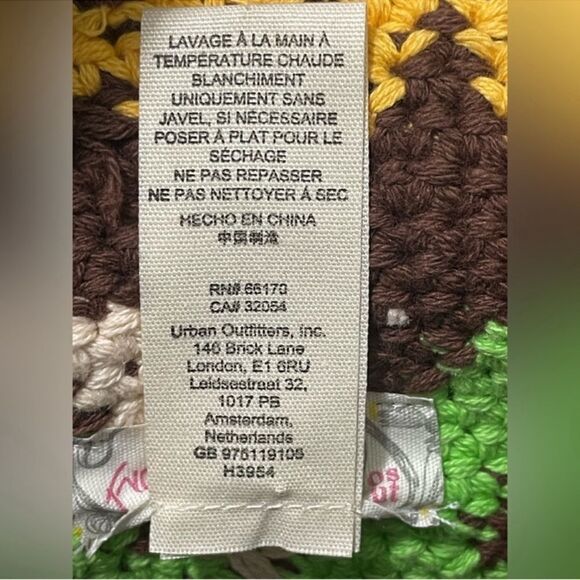 LAVAGE À LA MAIN À
TEMPÉRATURE CHAUDE
BLANCHIMENT
UNIQUEMENT SANS
JAVEL, SI NÉCESSAIRE
POSER À PLAT POUR LE
SÉCHAGE
NE PAS REPASSER
NE PAS NETTOYER À SEC
HECHO EN CHINA
中国制造
RN# 66170
CA# 32054
Urban Outfitters, Inc.
146 Brick Lane
London, E1 6RU
Leidsestraat 32,
1017 PB
Amsterdam,
Netherlands
GB 975119105
H3954